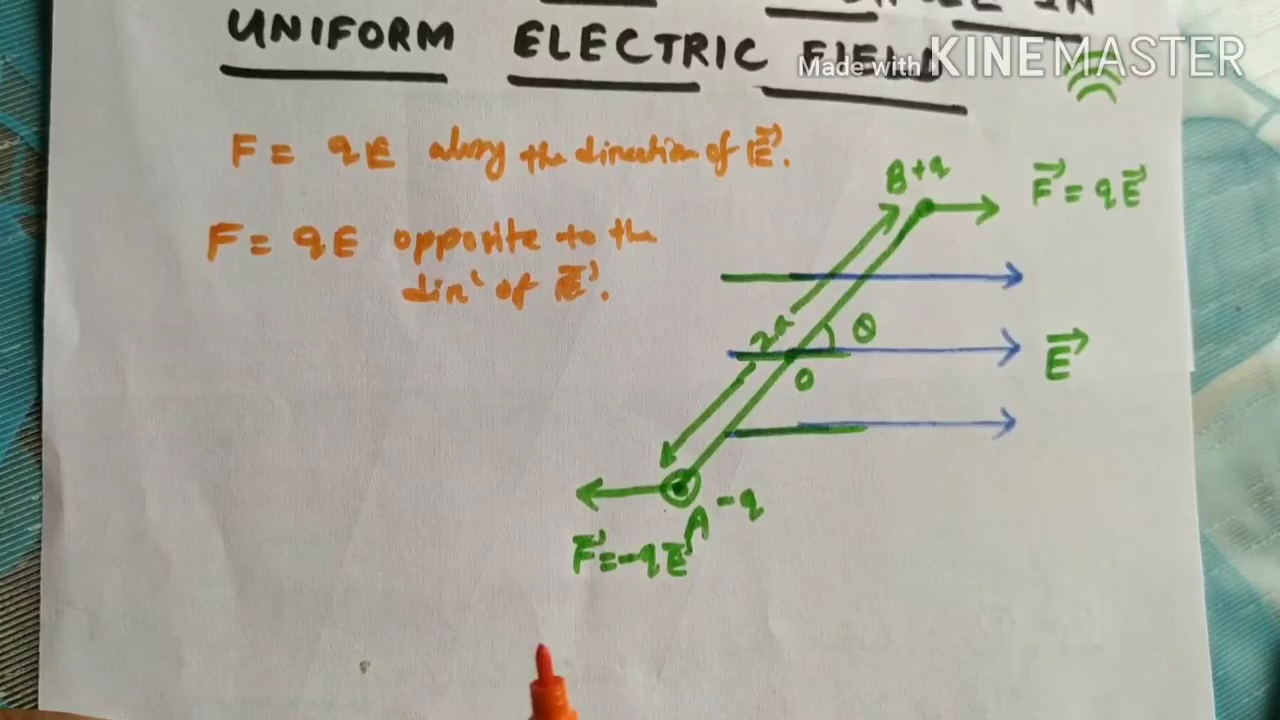 IN
UNIFORM ELECTRIC FIELD
Made with KINEMASTER
F = qE along the direction of E⃗.
B +q
F⃗ = qE⃗
F = qE opposite to the
dirn of E⃗.
2a
θ
E⃗
O
A -q
F⃗ = -qE⃗